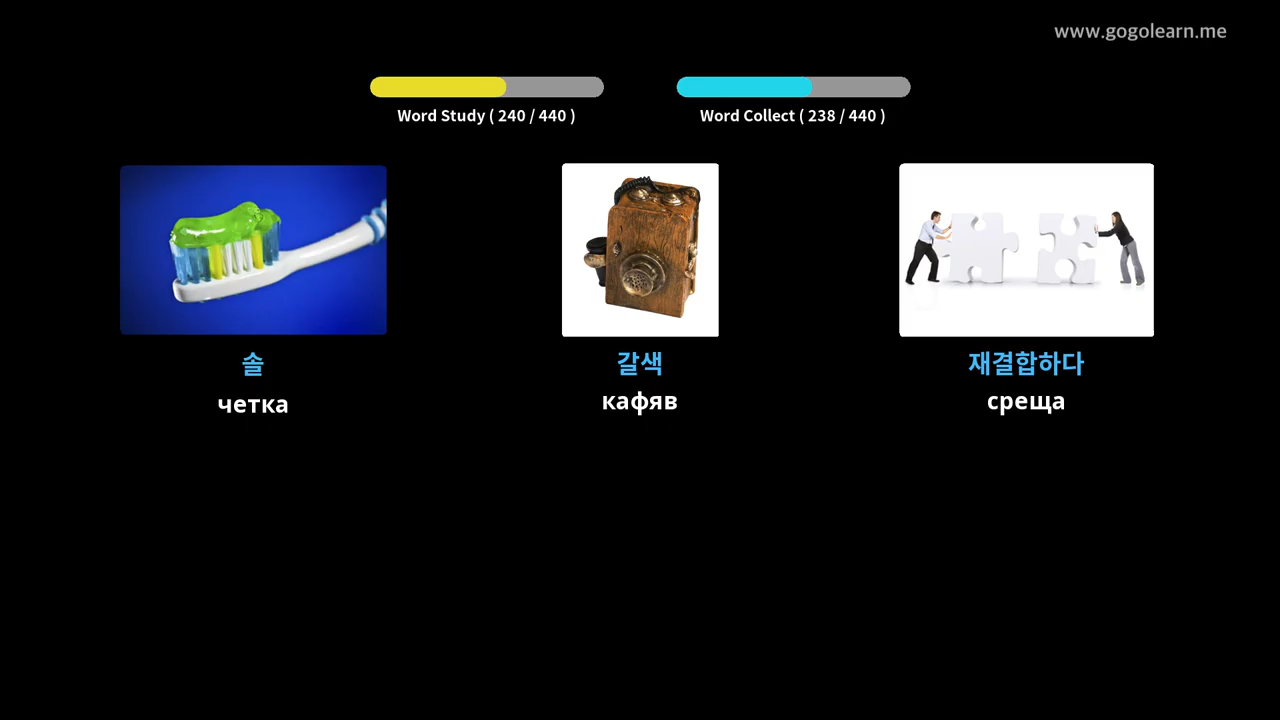 www.gogolearn.me
Word Study ( 240 / 440 )
Word Collect ( 238 / 440 )
솔
갈색
재결합하다
четка
кафяв
среща